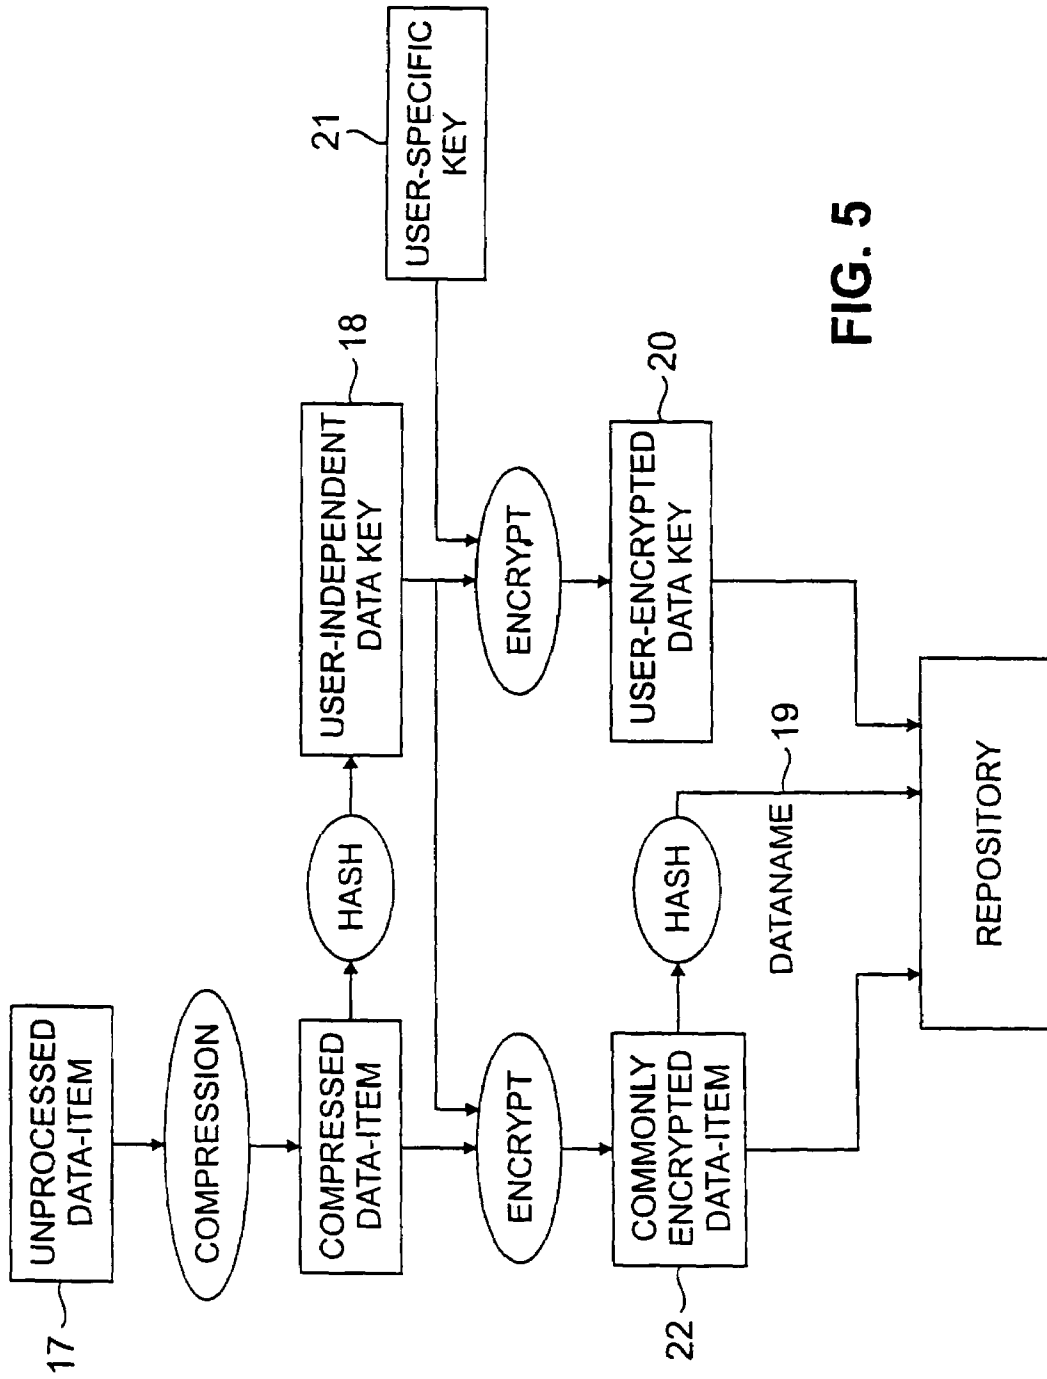 17
UNPROCESSED
DATA-ITEM
COMPRESSION
COMPRESSED
DATA-ITEM
HASH
USER-INDEPENDENT
DATA KEY
18
21
USER-SPECIFIC
KEY
ENCRYPT
ENCRYPT
22
COMMONLY
ENCRYPTED
DATA-ITEM
HASH
USER-ENCRYPTED
DATA KEY
20
DATANAME
19
REPOSITORY
FIG. 5